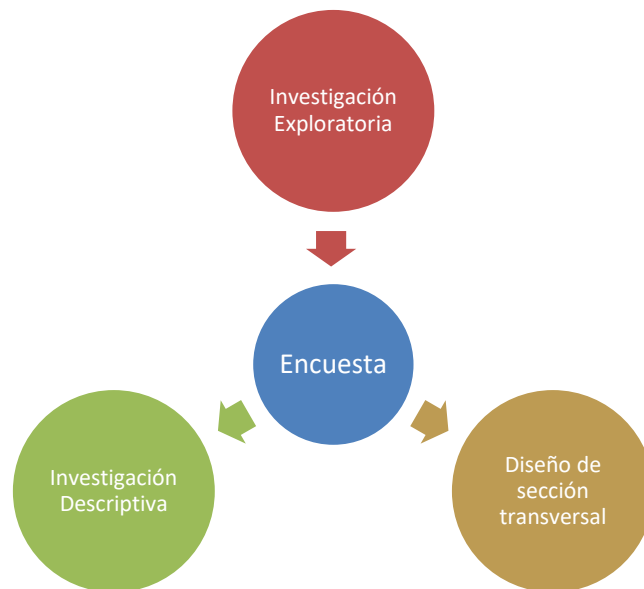 Investigación
Exploratoria
Encuesta
Investigación
Descriptiva
Diseño de
sección
transversal